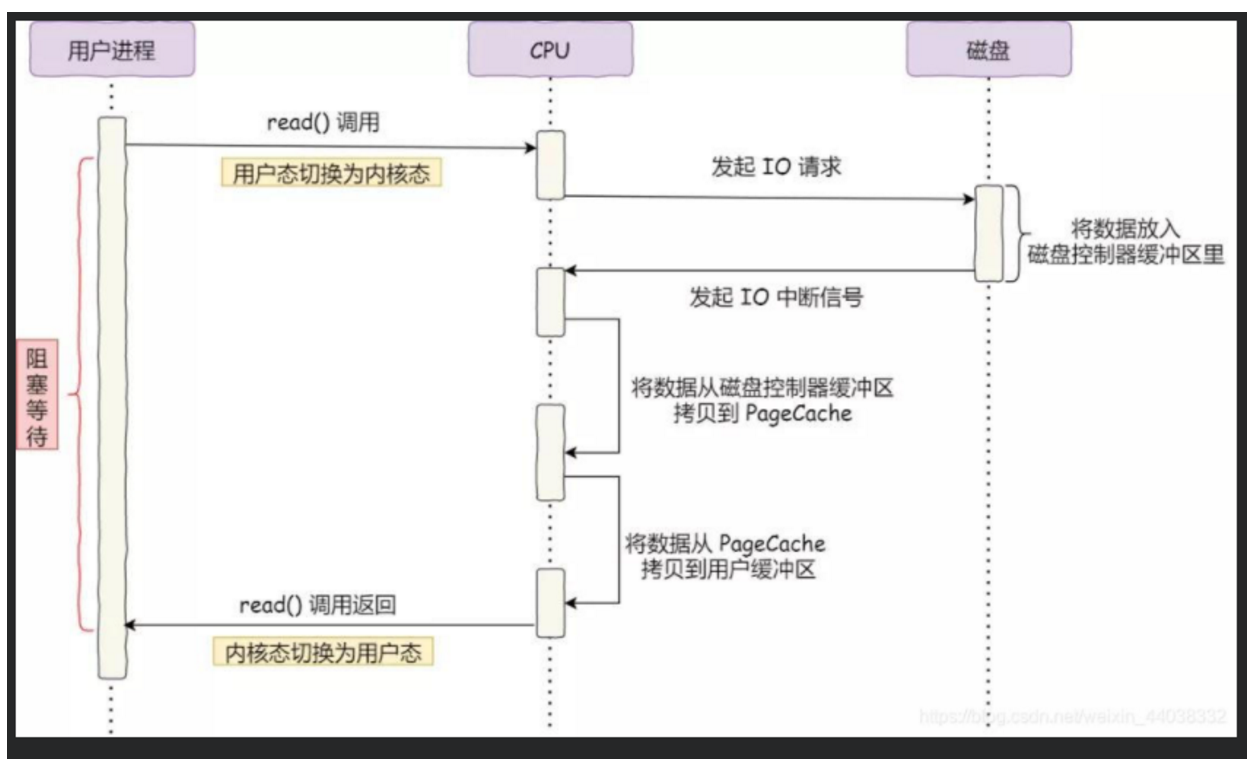 用户进程
CPU
磁盘
read() 调用
用户态切换为内核态
发起 IO 请求
将数据放入
磁盘控制器缓冲区里
发起 IO 中断信号
阻
塞
等
待
将数据从磁盘控制器缓冲区
拷贝到 PageCache
将数据从 PageCache
拷贝到用户缓冲区
read() 调用返回
内核态切换为用户态
https://blog.csdn.net/weixin_44038332